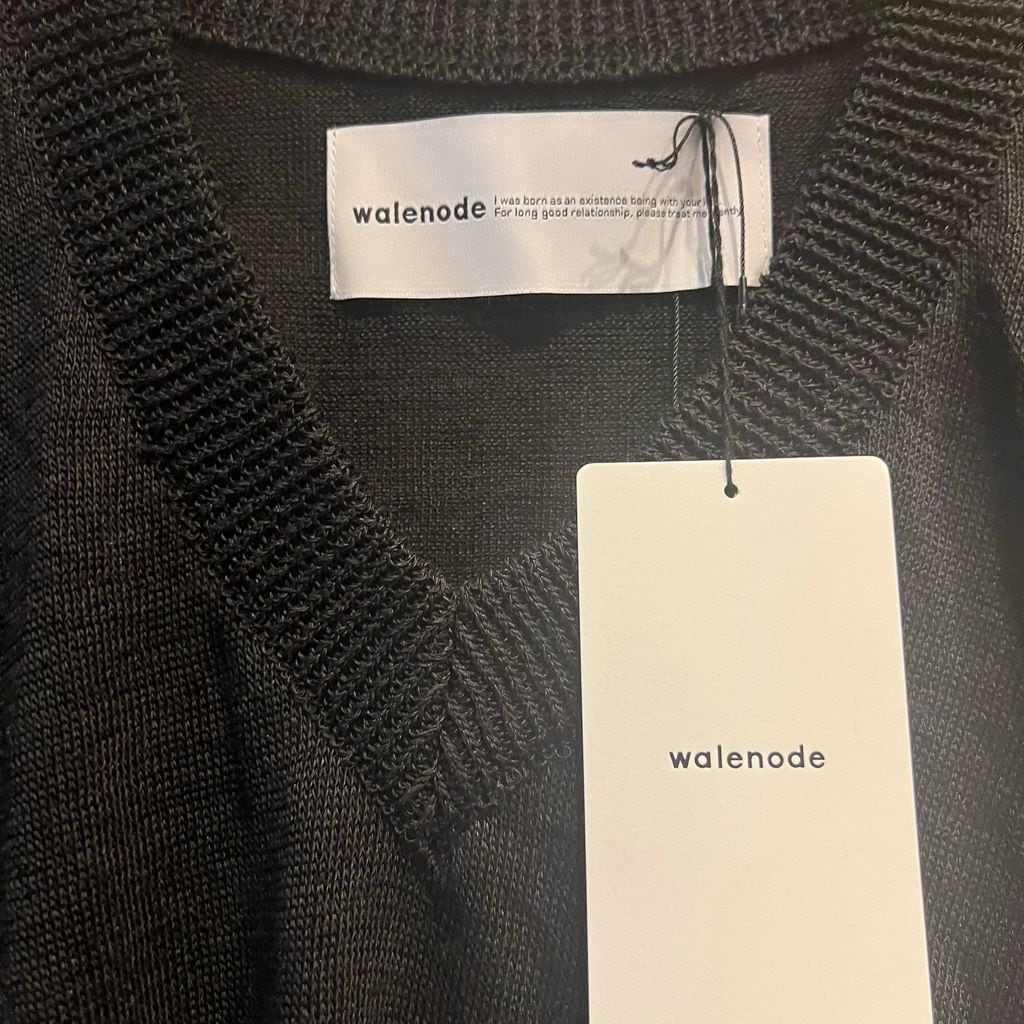 walenode
I was born as an existence being with your
For long good relationship, please treat me
walenode